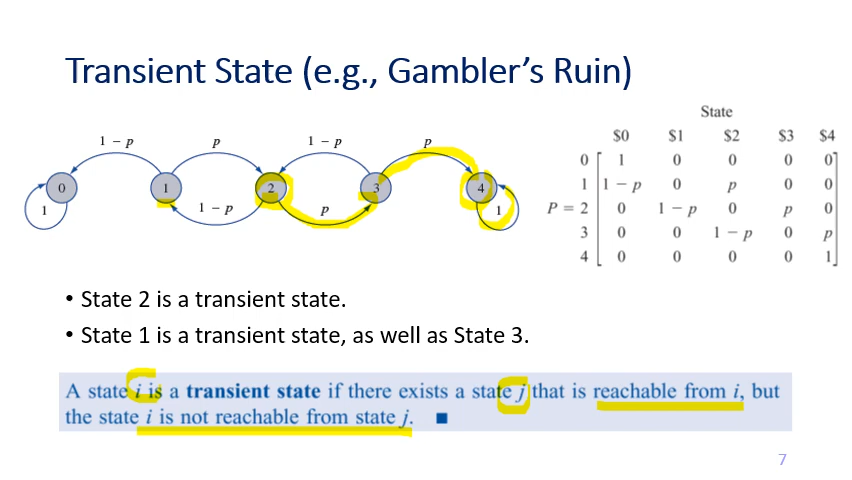 Transient State (e.g., Gambler's Ruin)
State
1 − p p 1 − p p
$0 $1 $2 $3 $4
0 1 0 0 0 0
0 1 2 3 4
1 1 − p 0 p 0 0
1 1 − p p 1
P = 2 0 1 − p 0 p 0
3 0 0 1 − p 0 p
4 0 0 0 0 1
• State 2 is a transient state.
• State 1 is a transient state, as well as State 3.
A state i is a transient state if there exists a state j that is reachable from i, but
the state i is not reachable from state j. ■
7